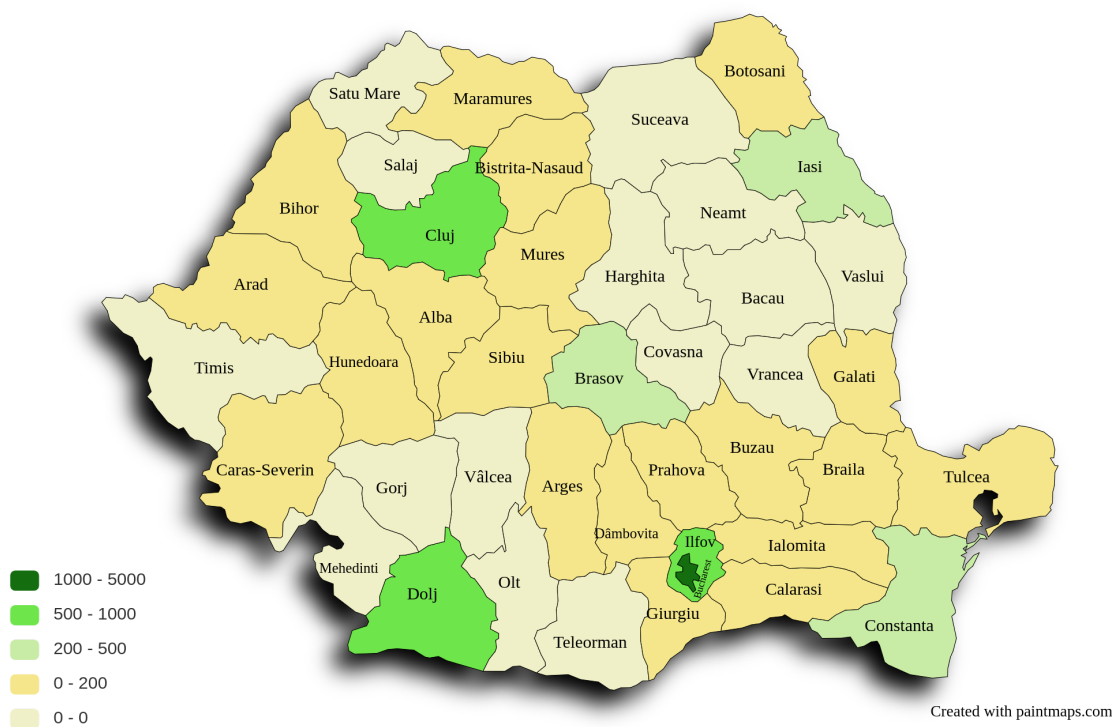 Botosani
Satu Mare
Maramures
Suceava
Salaj
Bistrita-Nasaud
Iasi
Bihor
Neamt
Cluj
Mures
Harghita
Vaslui
Arad
Bacau
Alba
Timis
Hunedoara
Sibiu
Covasna
Brasov
Vrancea
Galati
Buzau
Caras-Severin
Prahova
Braila
Gorj
Vâlcea
Arges
Tulcea
Dâmbovita
Ilfov
Ialomita
Mehedinti
Bucharest
Olt
Dolj
Calarasi
Giurgiu
Constanta
Teleorman
1000 - 5000
500 - 1000
200 - 500
0 - 200
0 - 0
Created with paintmaps.com